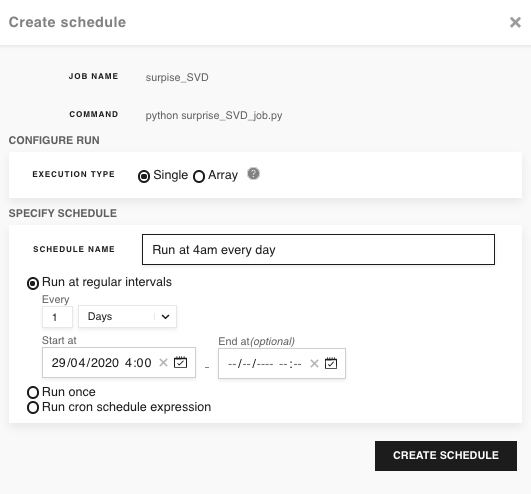 Create schedule
JOB NAME surpise_SVD
COMMAND python surprise_SVD_job.py
CONFIGURE RUN
EXECUTION TYPE Single Array ?
SPECIFY SCHEDULE
SCHEDULE NAME Run at 4am every day
Run at regular intervals
Every
1 Days
Start at End at(optional)
29/04/2020 4:00 - --/--/---- --:--
Run once
Run cron schedule expression
CREATE SCHEDULE